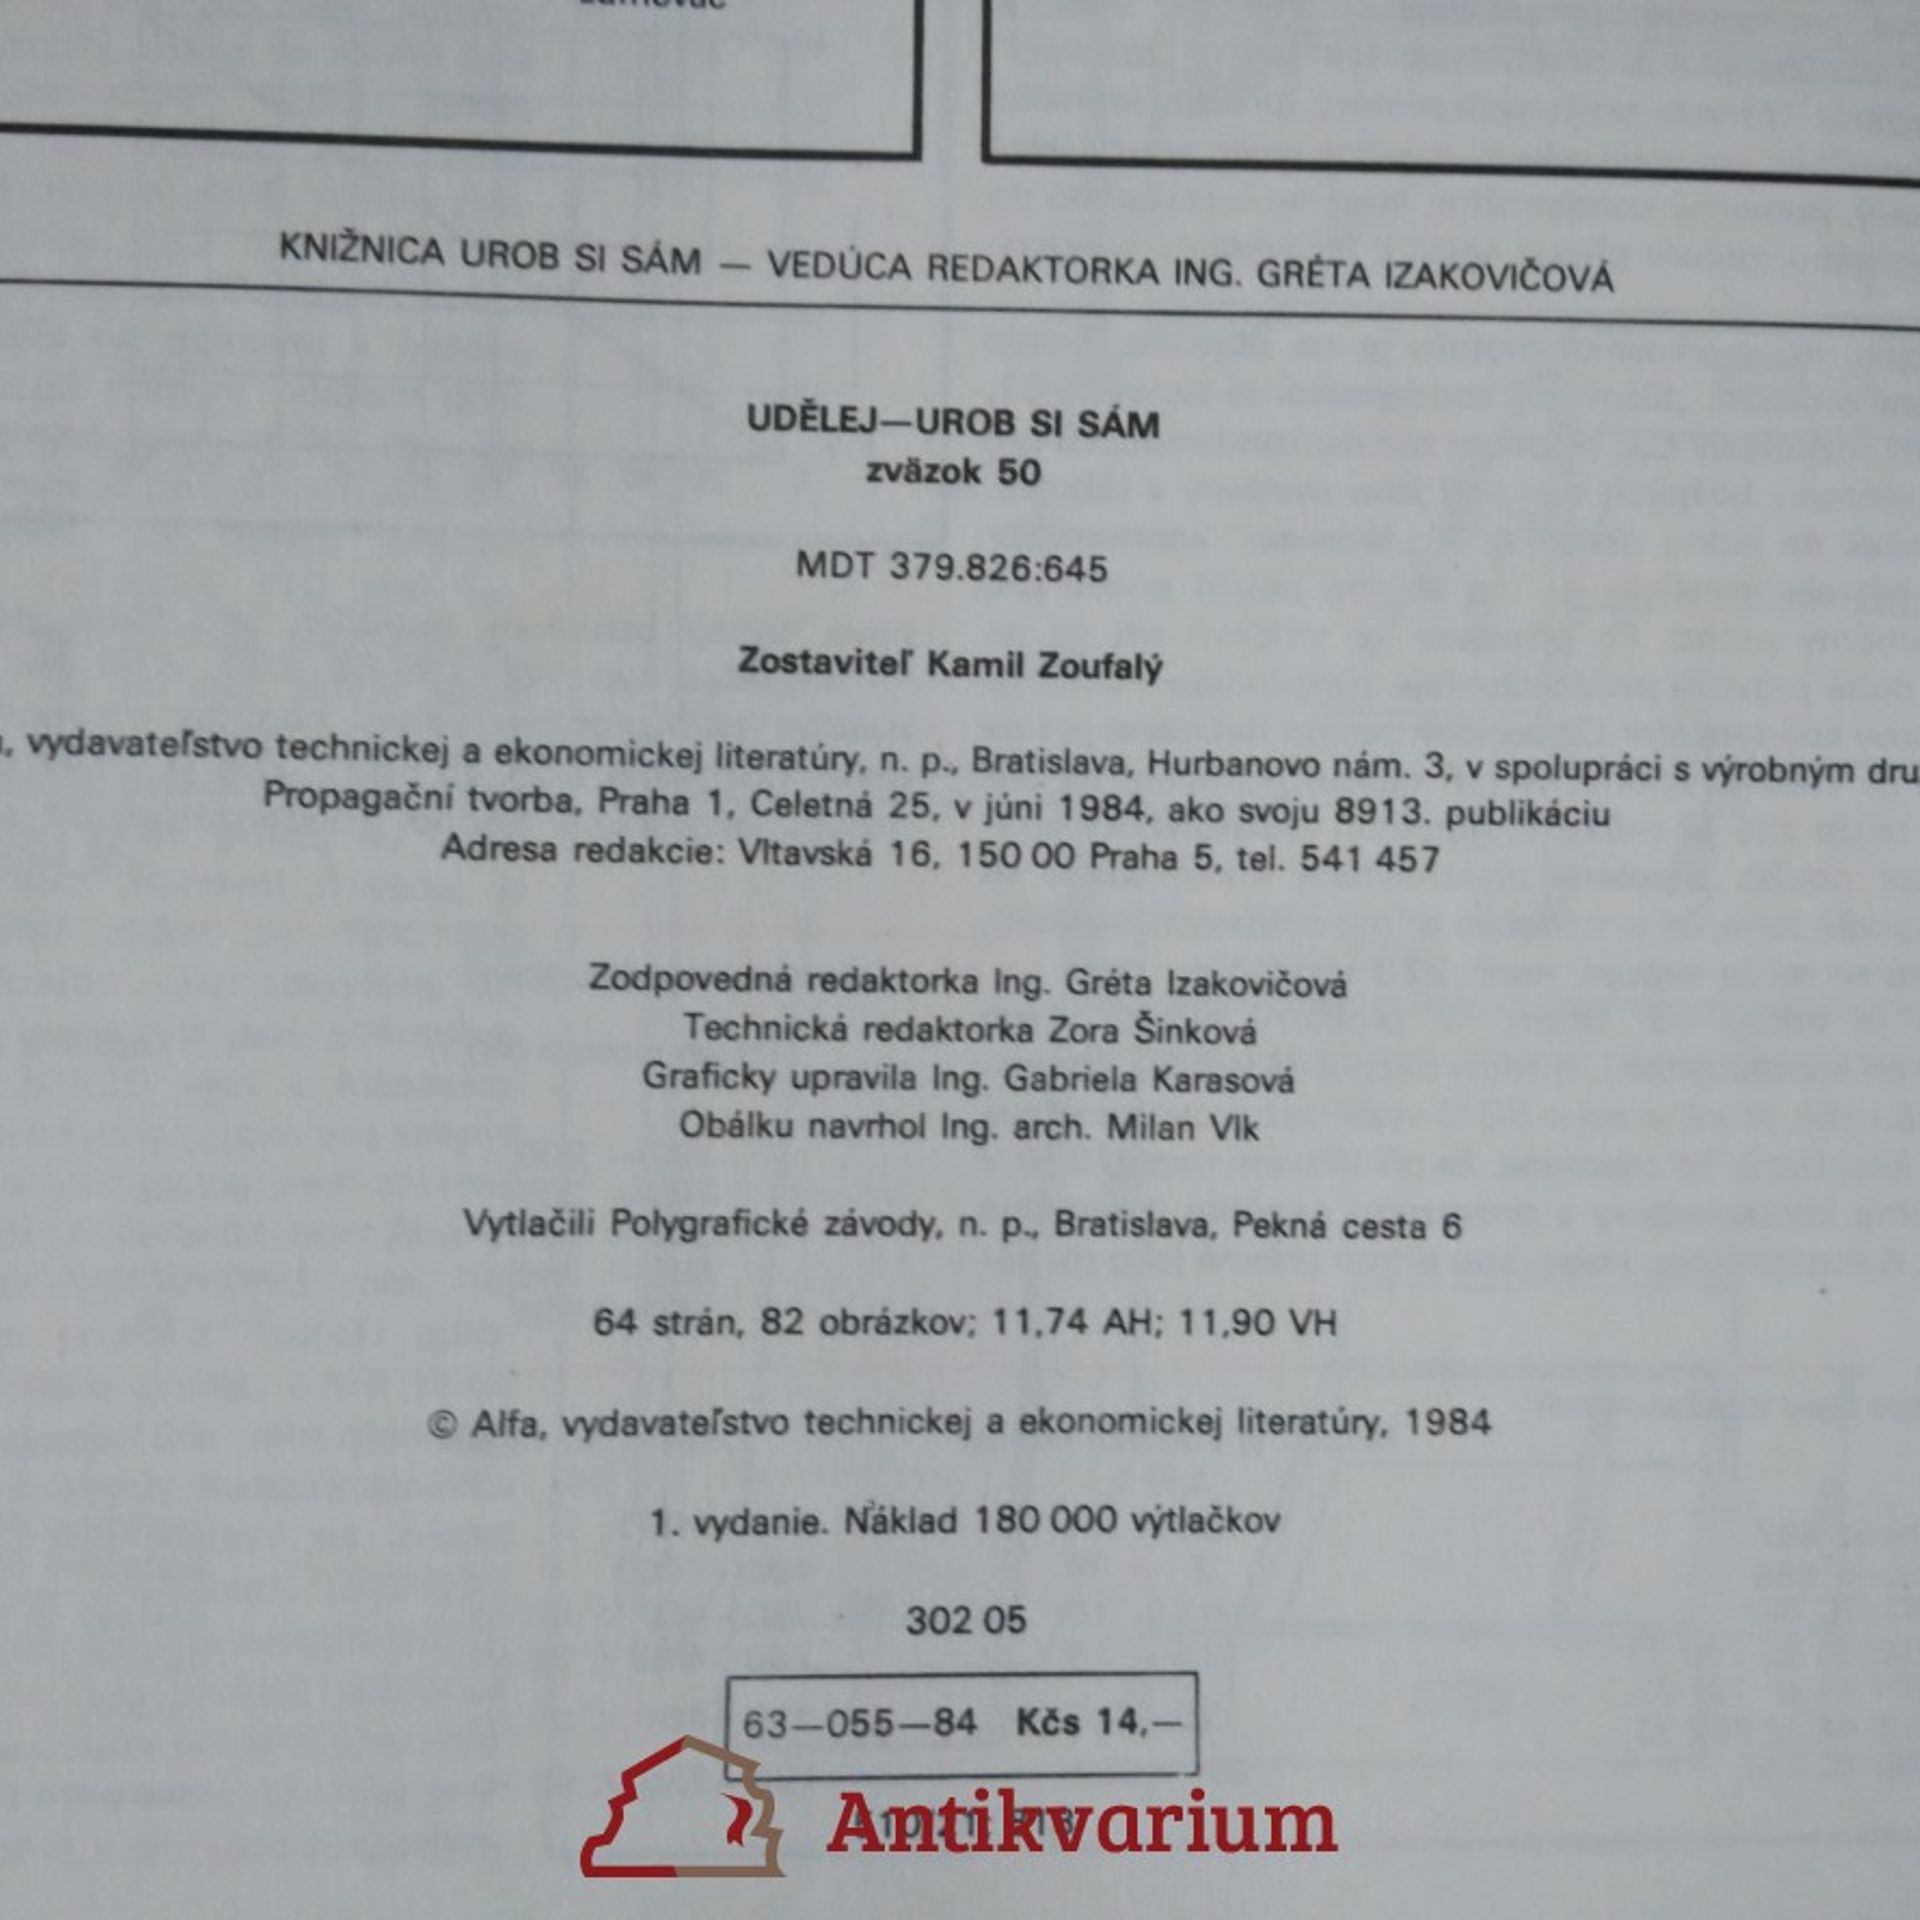 KNIŽNICA UROB SI SÁM — VEDÚCA REDAKTORKA ING. GRÉTA IZAKOVIČOVÁ
UDĚLEJ—UROB SI SÁM
zväzok 50
MDT 379.826:645
Zostaviteľ Kamil Zoufalý
vydavateľstvo technickej a ekonomickej literatúry, n. p., Bratislava, Hurbanovo nám. 3, v spolupráci s výrobným
Propagační tvorba, Praha 1, Celetná 25, v júni 1984, ako svoju 8913. publikáciu
Adresa redakcie: Vltavská 16, 150 00 Praha 5, tel. 541 457
Zodpovedná redaktorka Ing. Gréta Izakovičová
Technická redaktorka Zora Šinková
Graficky upravila Ing. Gabriela Karasová
Obálku navrhol Ing. arch. Milan Vlk
Vytlačili Polygrafické závody, n. p., Bratislava, Pekná cesta 6
64 strán, 82 obrázkov; 11,74 AH; 11,90 VH
© Alfa, vydavateľstvo technickej a ekonomickej literatúry, 1984
1. vydanie. Náklad 180 000 výtlačkov
302 05
63—055—84 Kčs 14,—
Antikvarium